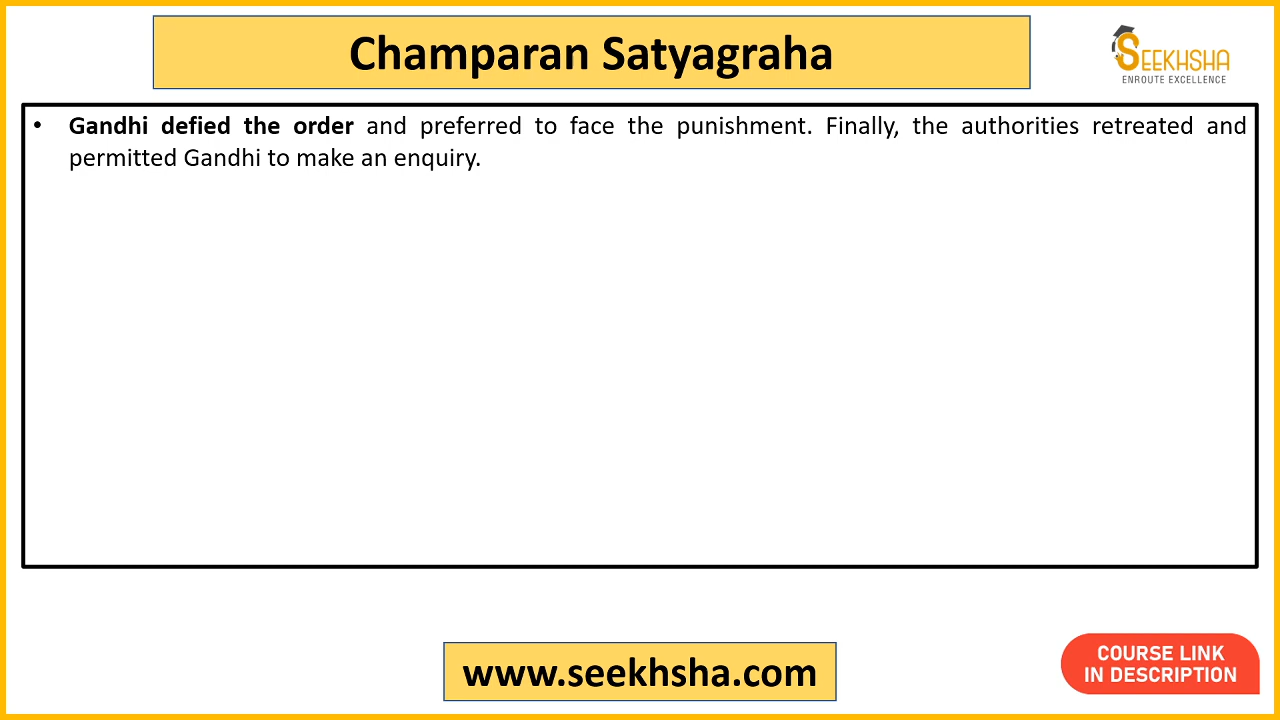 Champaran Satyagraha
SEEKHSHA
ENROUTE EXCELLENCE
• Gandhi defied the order and preferred to face the punishment. Finally, the authorities retreated and
permitted Gandhi to make an enquiry.
www.seekhsha.com
COURSE LINK
IN DESCRIPTION